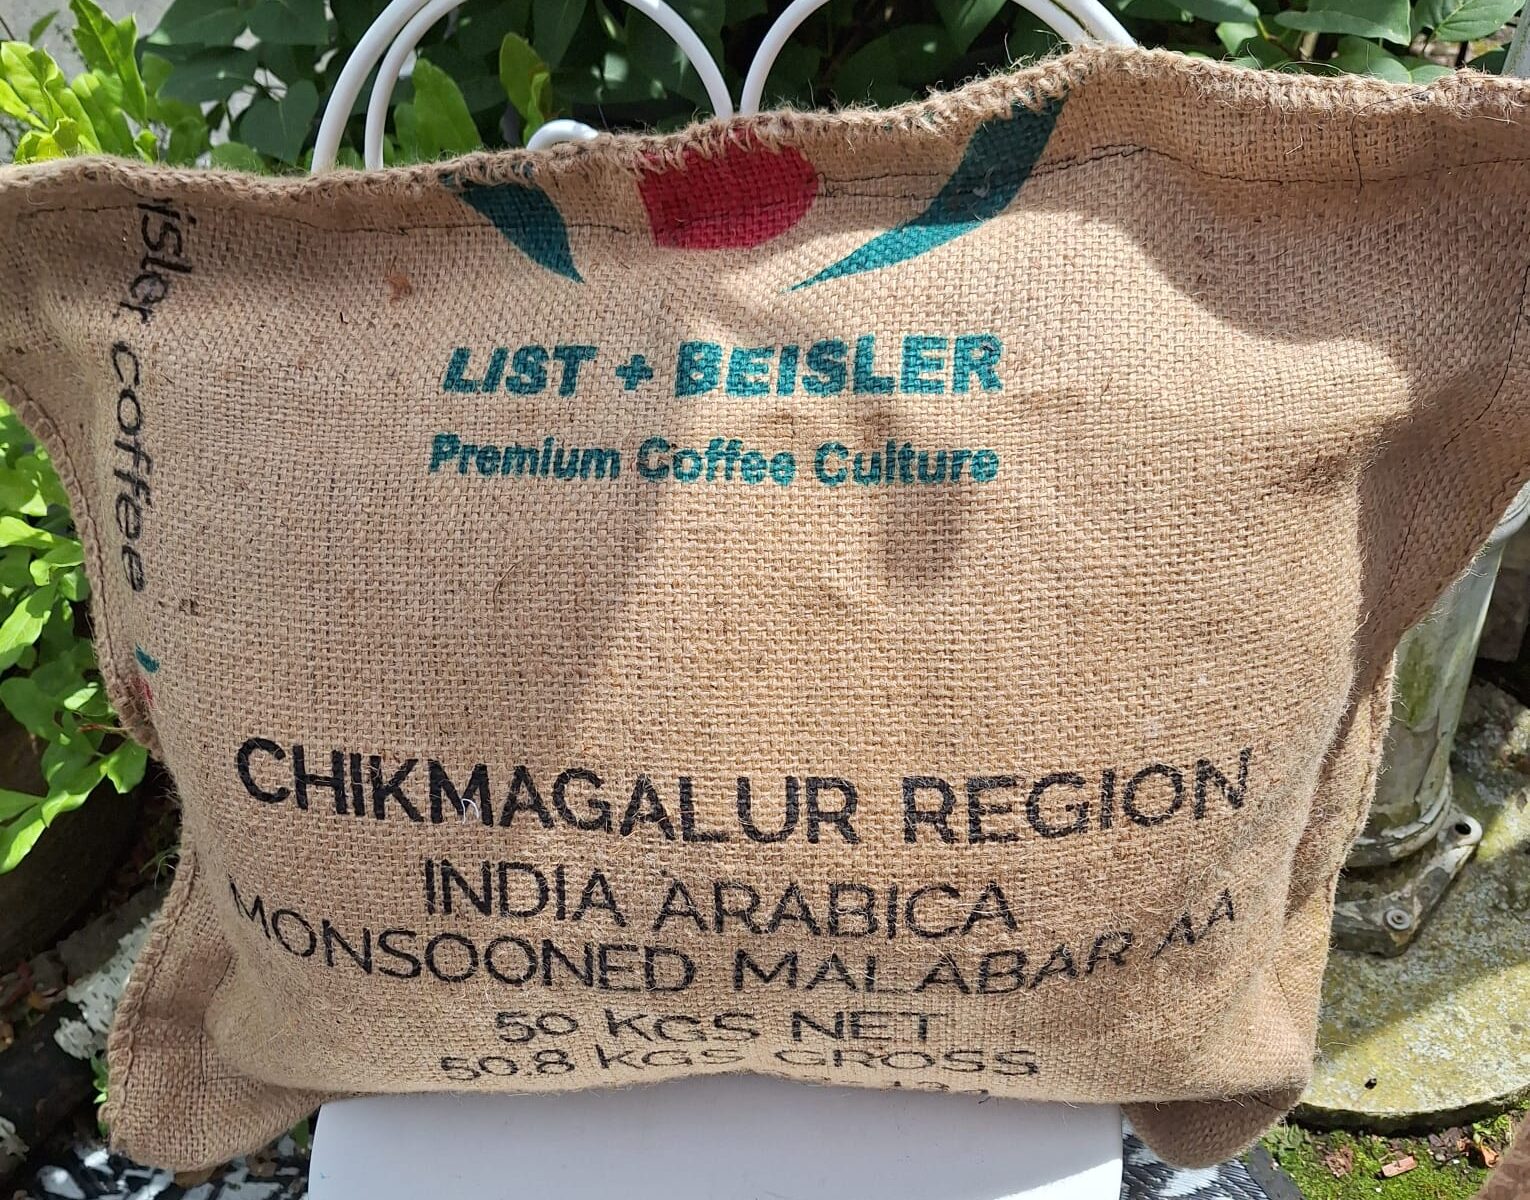 isler coffee
LIST + BEISLER
Premium Coffee Culture
CHIKMAGALUR REGION
INDIA ARABICA
MONSOONED MALABAR AA
50 KGS NET
50.8 KGS GROSS